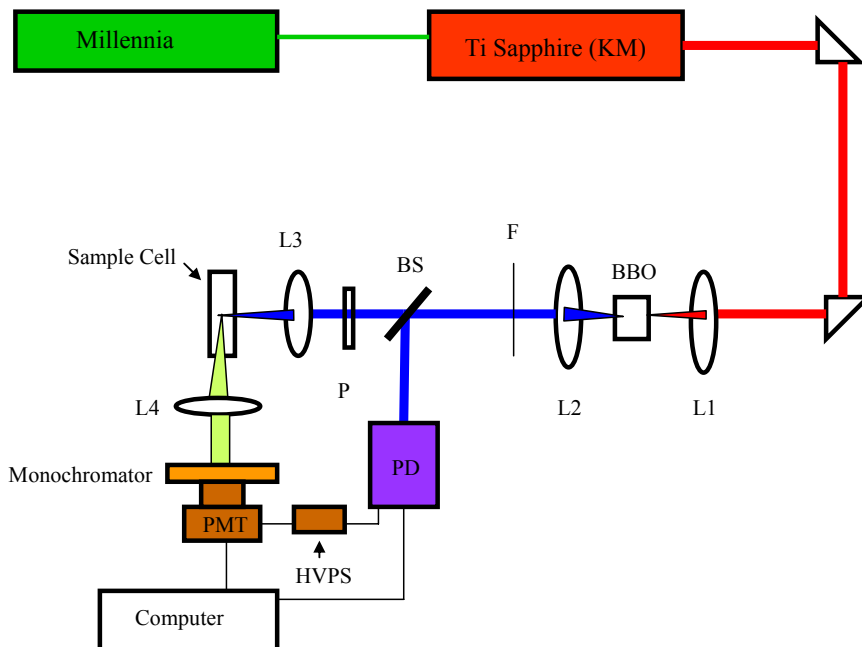 Millennia
Ti Sapphire (KM)
L3
F
Sample Cell
BS
BBO
P
L4
L2
L1
PD
Monochromator
PMT
HVPS
Computer